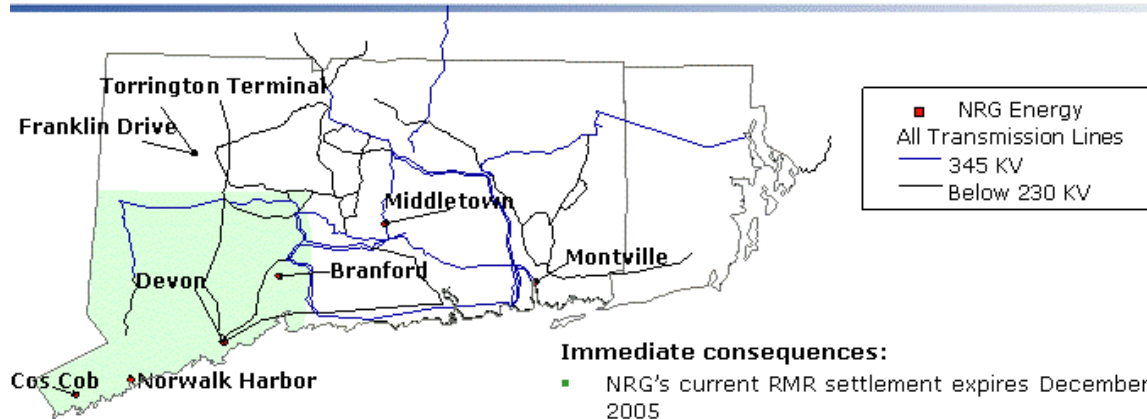 Torrington Terminal
Franklin Drive
Middletown
Montville
Branford
Devon
Cos Cob
Norwalk Harbor
NRG Energy
All Transmission Lines
345 KV
Below 230 KV
Immediate consequences:
NRG's current RMR settlement expires December
2005